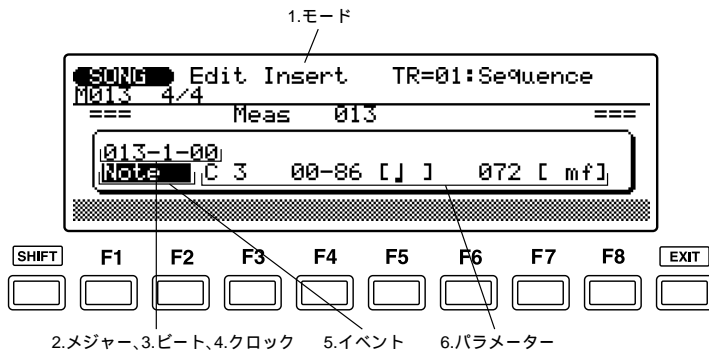 1.モード
SONG Edit Insert TR=01:Sequence
M013 4/4
=== Meas 013 ===
013-1-00
Note C 3 00-86 [♩ ] 072 [ mf]
SHIFT F1 F2 F3 F4 F5 F6 F7 F8 EXIT
2.メジャー、3.ビート、4.クロック 5.イベント 6.パラメーター